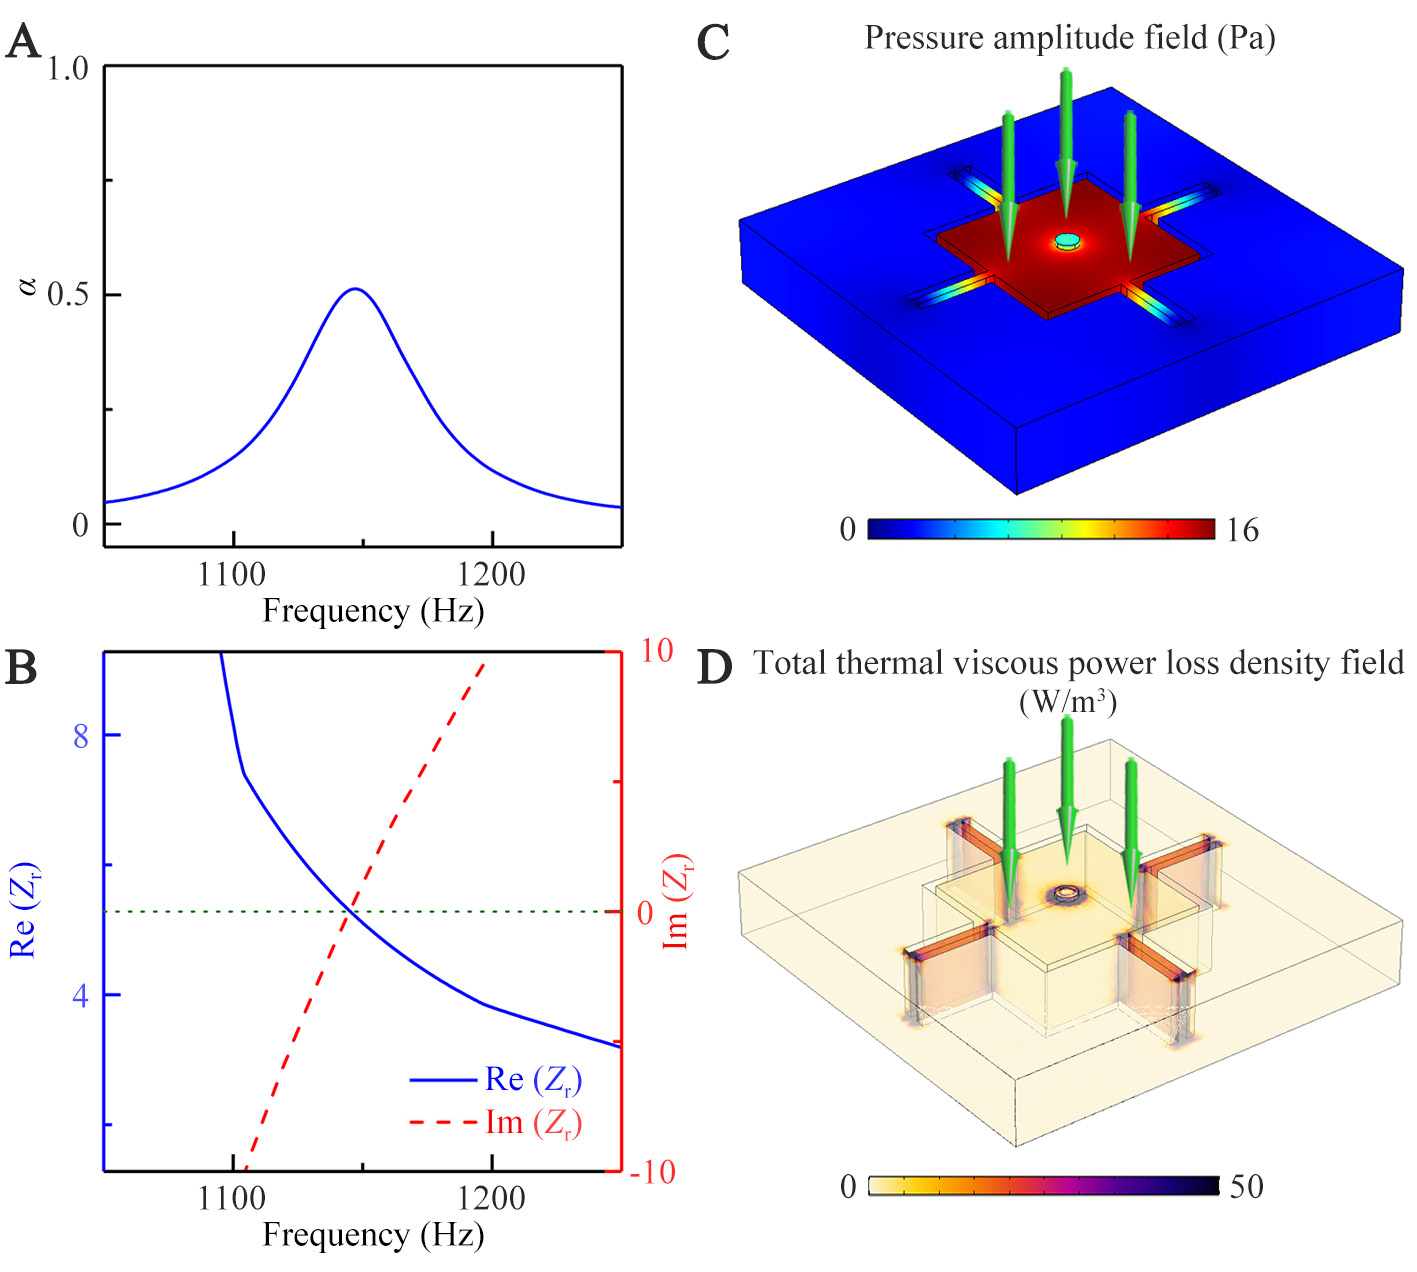 A
1.0
α
0.5
0
1100
1200
Frequency (Hz)
B
8
4
Re (Zr)
10
0
-10
Im (Zr)
Re (Zr)
Im (Zr)
1100
1200
Frequency (Hz)
C
Pressure amplitude field (Pa)
0
16
D
Total thermal viscous power loss density field
(W/m³)
0
50